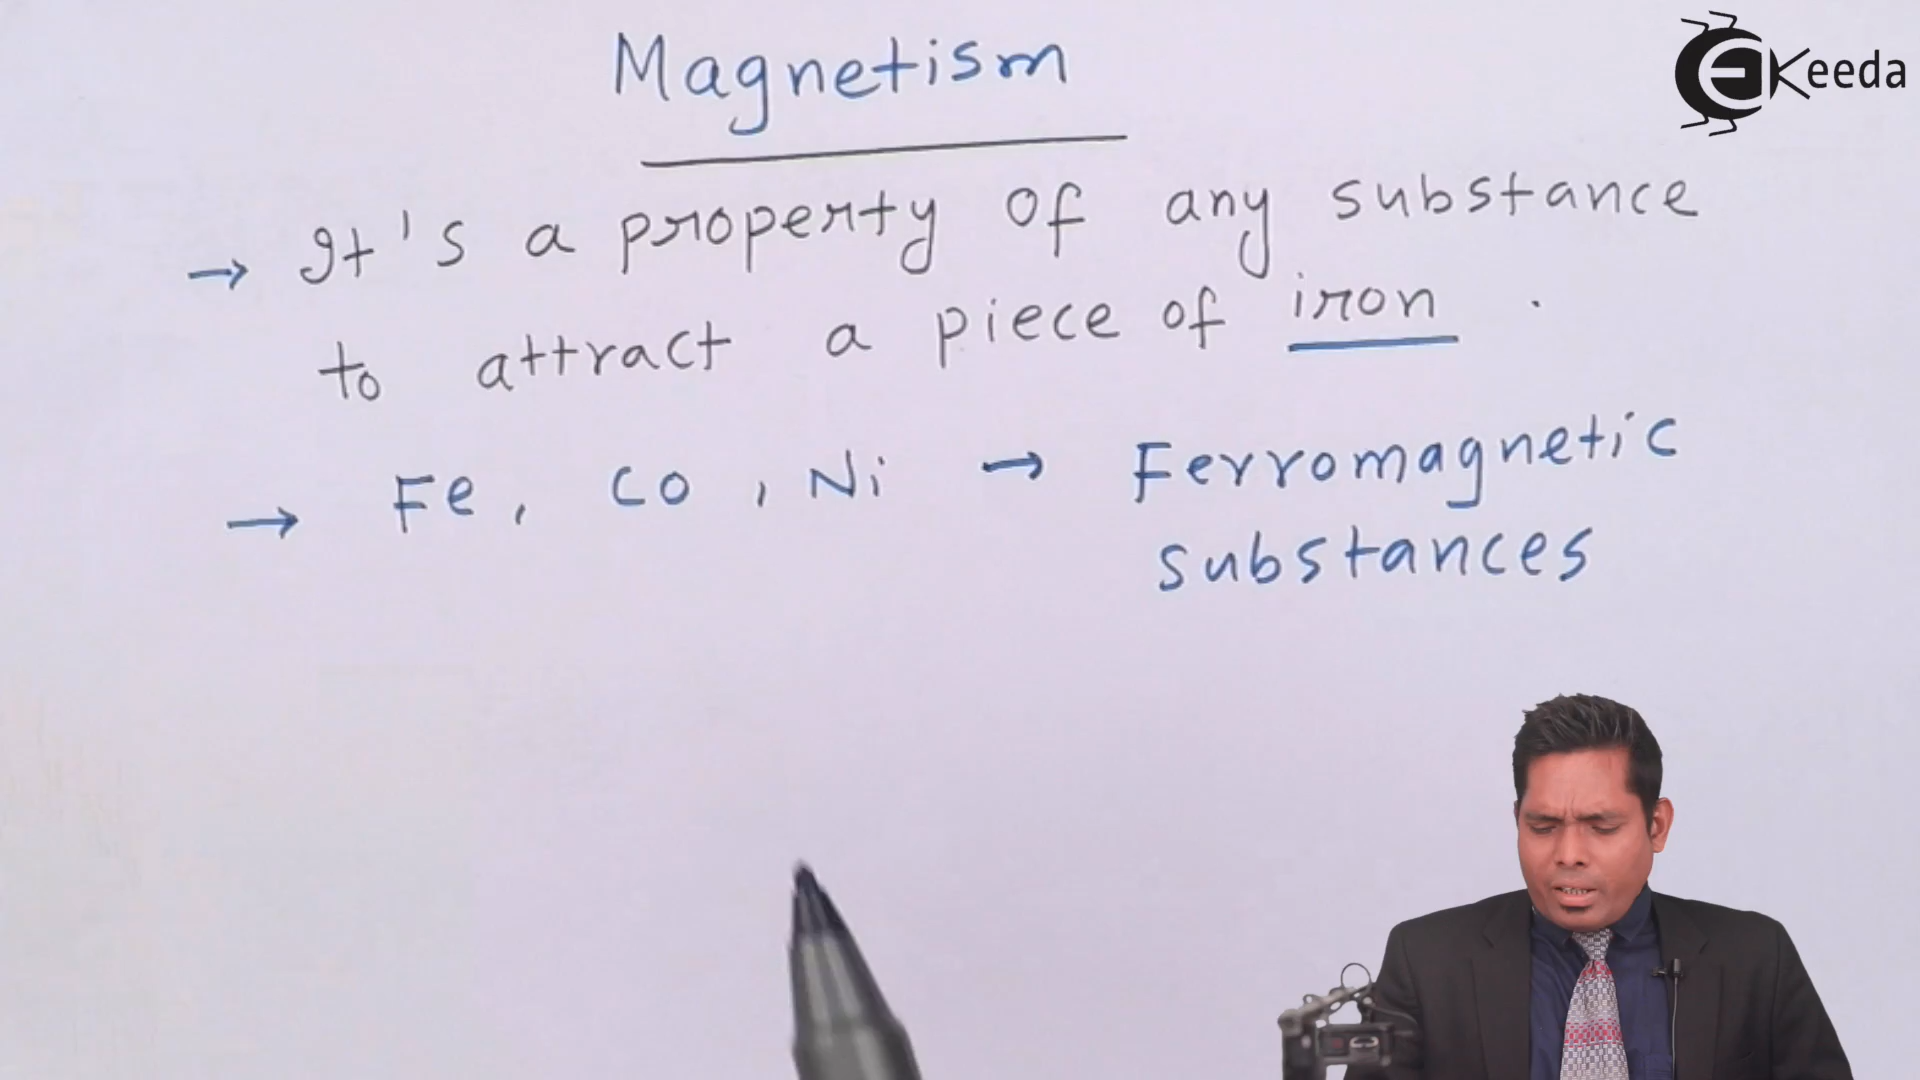 Magnetism
EKeeda
→ It's a property of any substance
to attract a piece of iron .
→ Fe, Co, Ni → Ferromagnetic
substances